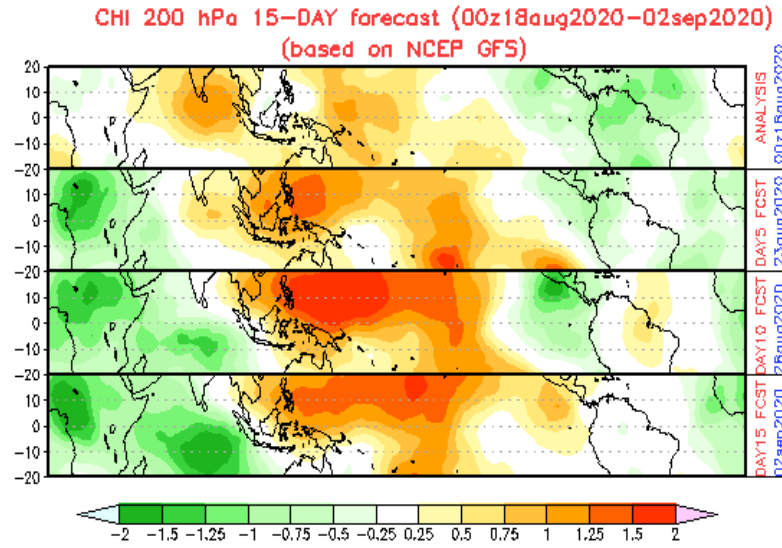 CHI 200 hPa 15-DAY forecast (00z18aug2020-02sep2020)
(based on NCEP GFS)
20
10
0
-10
-20
ANALYSIS
00z18aug2020
10
0
-10
-20
DAY5 FCST
23aug2020
10
0
-10
-20
DAY10 FCST
28aug2020
10
0
-10
-20
DAY15 FCST
02sep2020
-2 -1.5 -1.25 -1 -0.75 -0.5 -0.25 0.25 0.5 0.75 1 1.25 1.5 2